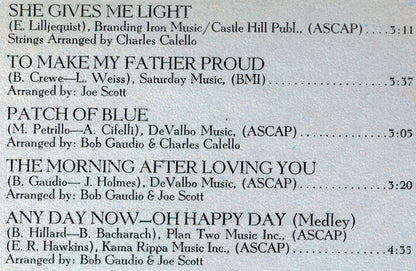 SHE GIVES ME LIGHT
(E. Lilljequist), Branding Iron Music/Castle Hill Publ., (ASCAP)....3:11
Strings Arranged by Charles Calello
TO MAKE MY FATHER PROUD
(B. Crewe—L. Weiss), Saturday Music, (BMI)....................3:37
Arranged by: Joe Scott
PATCH OF BLUE
(M. Petrillo—A. Cifelli), DeValbo Music, (ASCAP)................3:05
Arranged by: Bob Gaudio & Charles Calello
THE MORNING AFTER LOVING YOU
(B. Gaudio— J. Holmes), DeValbo Music, (ASCAP)................3:20
Arranged by: Bob Gaudio & Joe Scott
ANY DAY NOW—OH HAPPY DAY (Medley)
(B. Hillard—B. Bacharach), Plan Two Music Inc., (ASCAP)
(E. R. Hawkins), Kama Rippa Music Inc., (ASCAP)................4:35
Arranged by: Bob Gaudio & Joe Scott